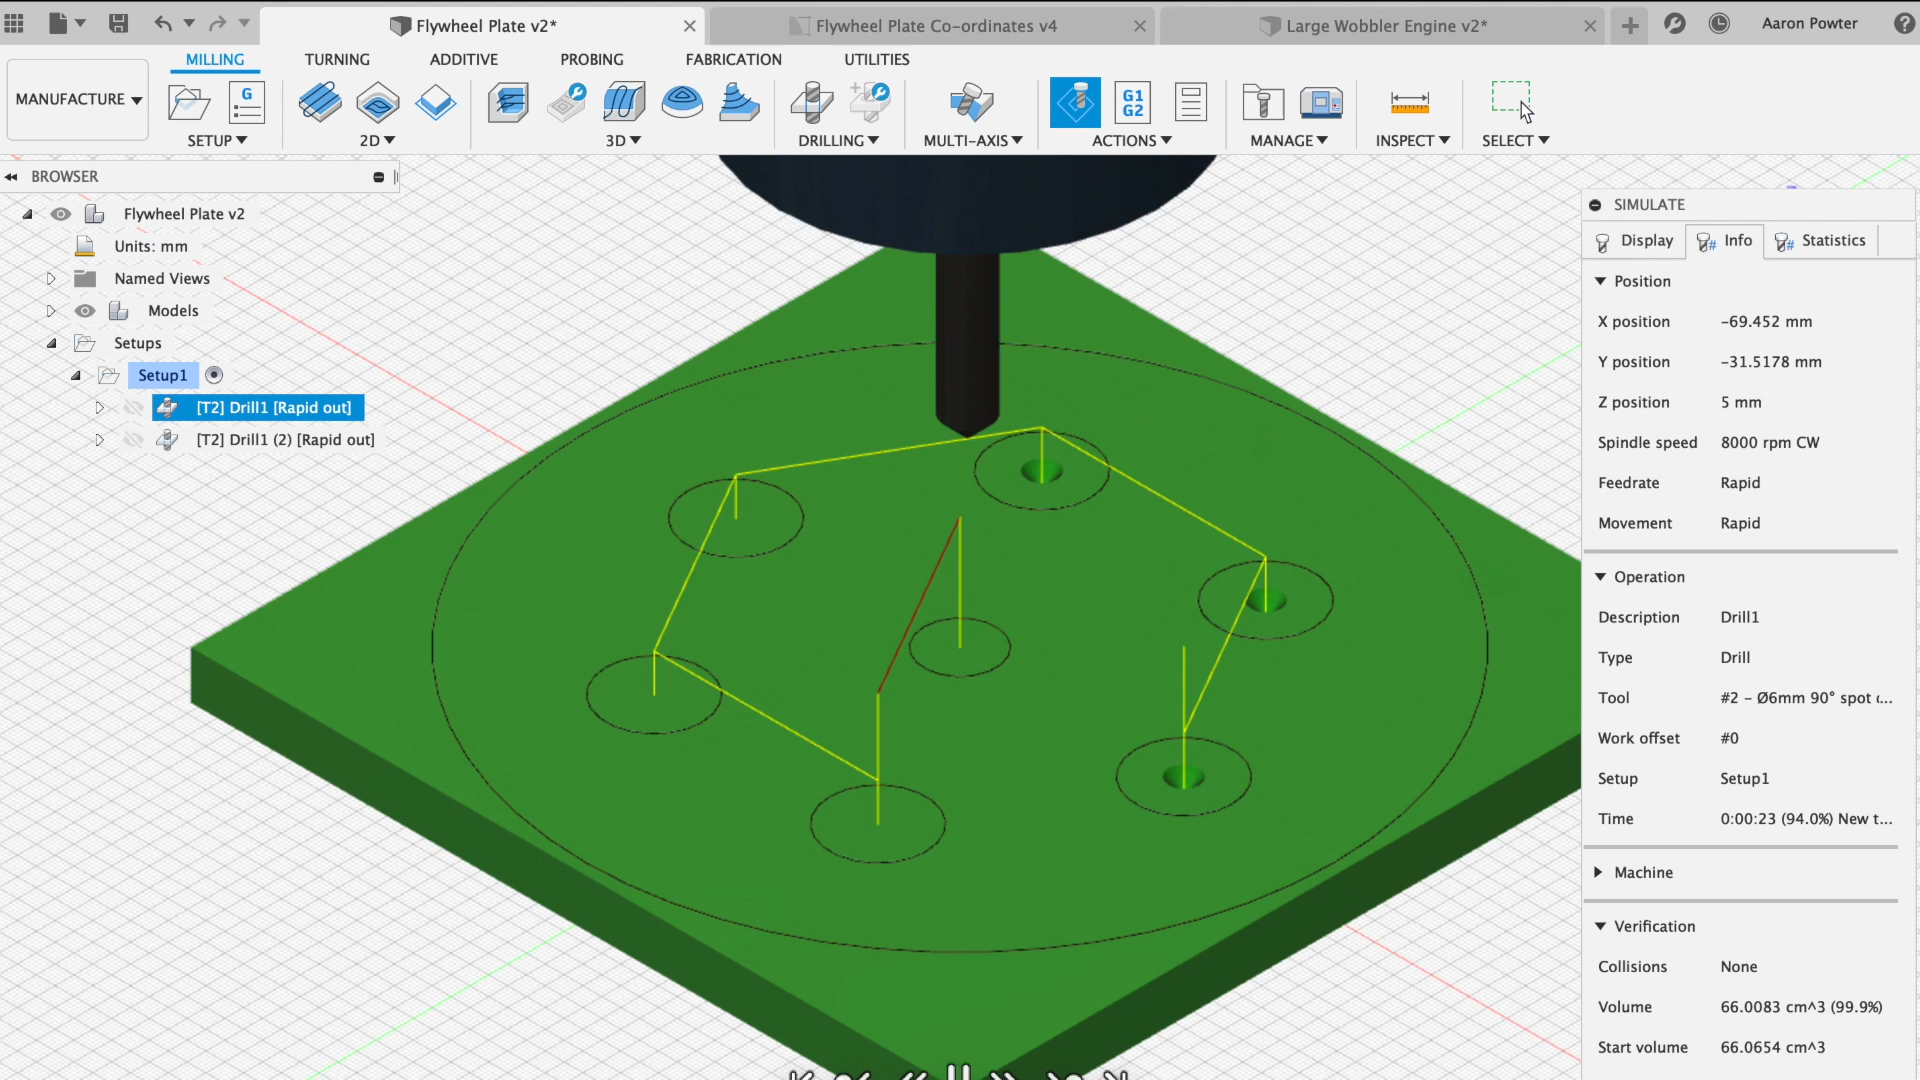 Flywheel Plate v2*
Flywheel Plate Co-ordinates v4
Large Wobbler Engine v2*
Aaron Powter
MILLING
TURNING
ADDITIVE
PROBING
FABRICATION
UTILITIES
MANUFACTURE
G
G1
G2
SETUP
2D
3D
DRILLING
MULTI-AXIS
ACTIONS
MANAGE
INSPECT
SELECT
BROWSER
Flywheel Plate v2
Units: mm
Named Views
Models
Setups
Setup1
[T2] Drill1 [Rapid out]
[T2] Drill1 (2) [Rapid out]
SIMULATE
Display
Info
Statistics
Position
X position -69.452 mm
Y position -31.5178 mm
Z position 5 mm
Spindle speed 8000 rpm CW
Feedrate Rapid
Movement Rapid
Operation
Description Drill1
Type Drill
Tool #2 - Ø6mm 90° spot ...
Work offset #0
Setup Setup1
Time 0:00:23 (94.0%) New t...
Machine
Verification
Collisions None
Volume 66.0083 cm^3 (99.9%)
Start volume 66.0654 cm^3